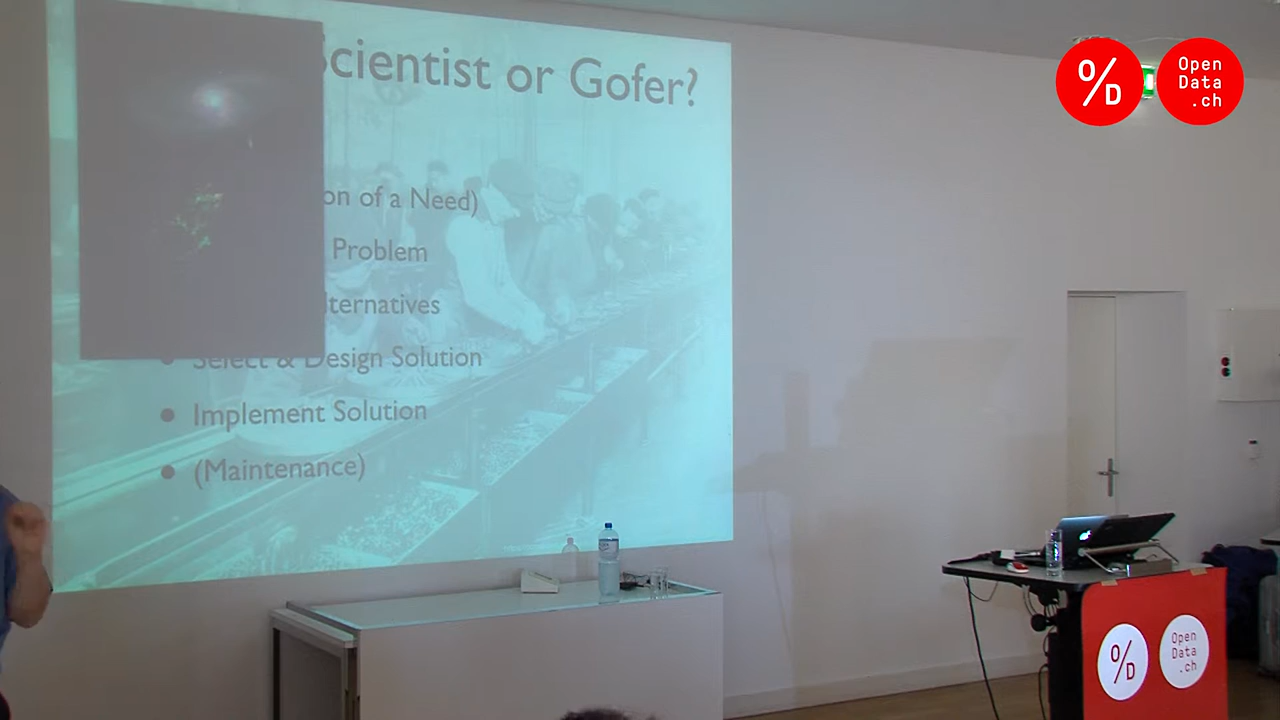 Scientist or Gofer?
on of a Need)
Problem
lternatives
● Select & Design Solution
● Implement Solution
● (Maintenance)
%D
Open
Data
.ch
%D
Open
Data
.ch